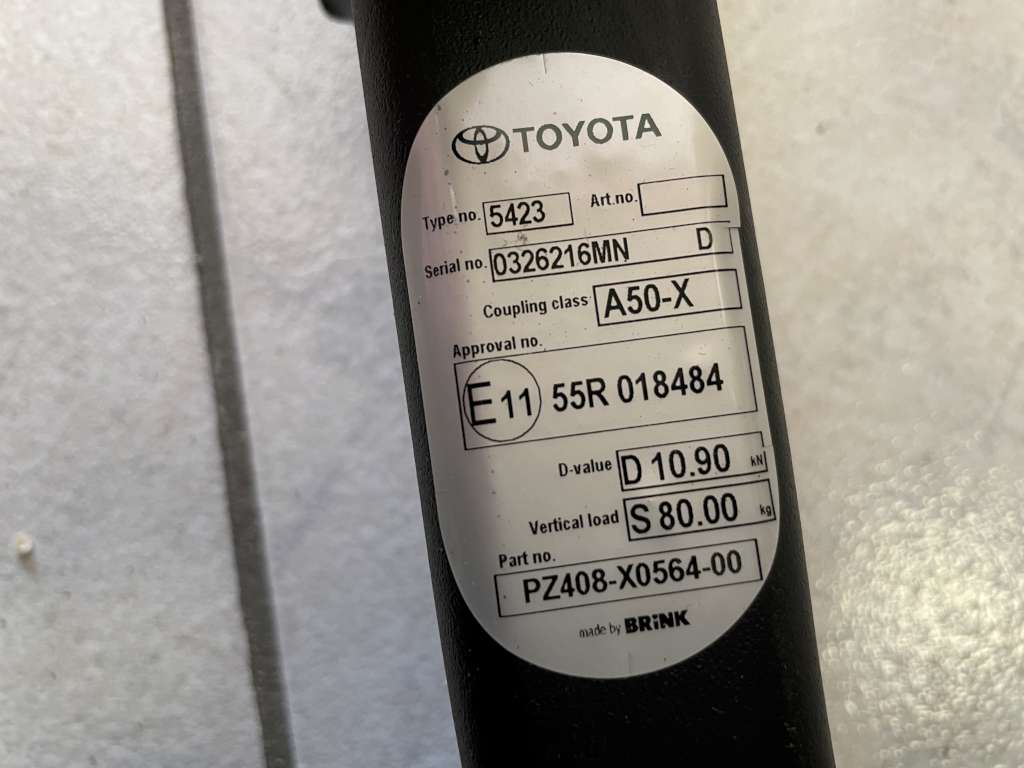 TOYOTA
Type no. 5423 Art.no.
Serial no. 0326216MN D
Coupling class A50-X
Approval no.
E11 55R 018484
D-value D 10.90 kN
Vertical load S 80.00 kg
Part no.
PZ408-X0564-00
made by BRiNK